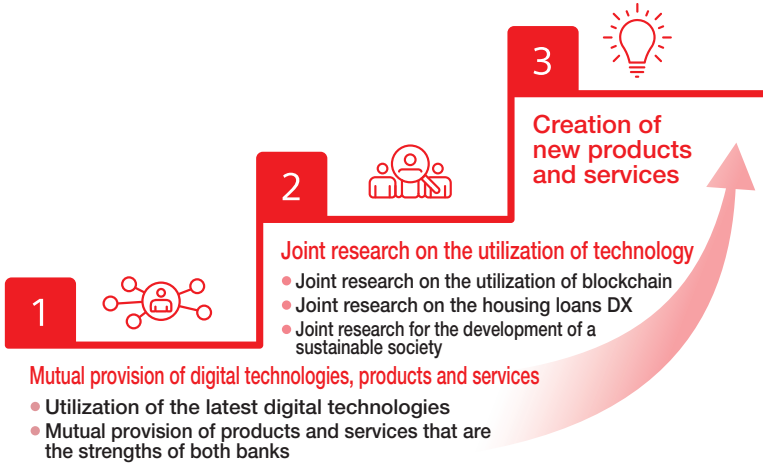 1
Mutual provision of digital technologies, products and services
● Utilization of the latest digital technologies
● Mutual provision of products and services that are
the strengths of both banks
2
Joint research on the utilization of technology
● Joint research on the utilization of blockchain
● Joint research on the housing loans DX
● Joint research for the development of a
sustainable society
3
Creation of
new products
and services